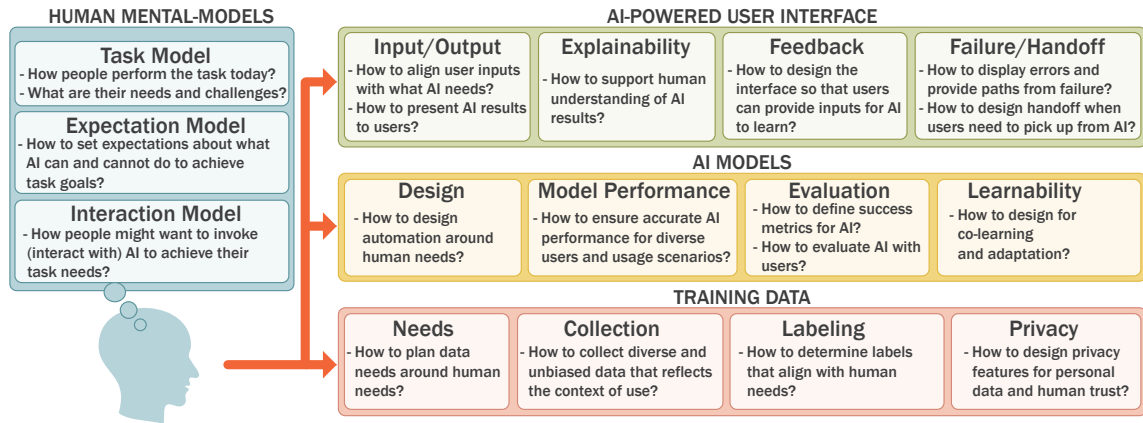 HUMAN MENTAL-MODELS
Task Model
- How people perform the task today?
- What are their needs and challenges?
Expectation Model
- How to set expectations about what
AI can and cannot do to achieve
task goals?
Interaction Model
- How people might want to invoke
(interact with) AI to achieve their
task needs?
AI-POWERED USER INTERFACE
Input/Output
- How to align user inputs
with what AI needs?
- How to present AI results
to users?
Explainability
- How to support human
understanding of AI
results?
Feedback
- How to design the
interface so that users
can provide inputs for AI
to learn?
Failure/Handoff
- How to display errors and
provide paths from failure?
- How to design handoff when
users need to pick up from AI?
AI MODELS
Design
- How to design
automation around
human needs?
Model Performance
- How to ensure accurate AI
performance for diverse
users and usage scenarios?
Evaluation
- How to define success
metrics for AI?
- How to evaluate AI with
users?
Learnability
- How to design for
co-learning
and adaptation?
TRAINING DATA
Needs
- How to plan data
needs around human
needs?
Collection
- How to collect diverse and
unbiased data that reflects
the context of use?
Labeling
- How to determine labels
that align with human
needs?
Privacy
- How to design privacy
features for personal
data and human trust?